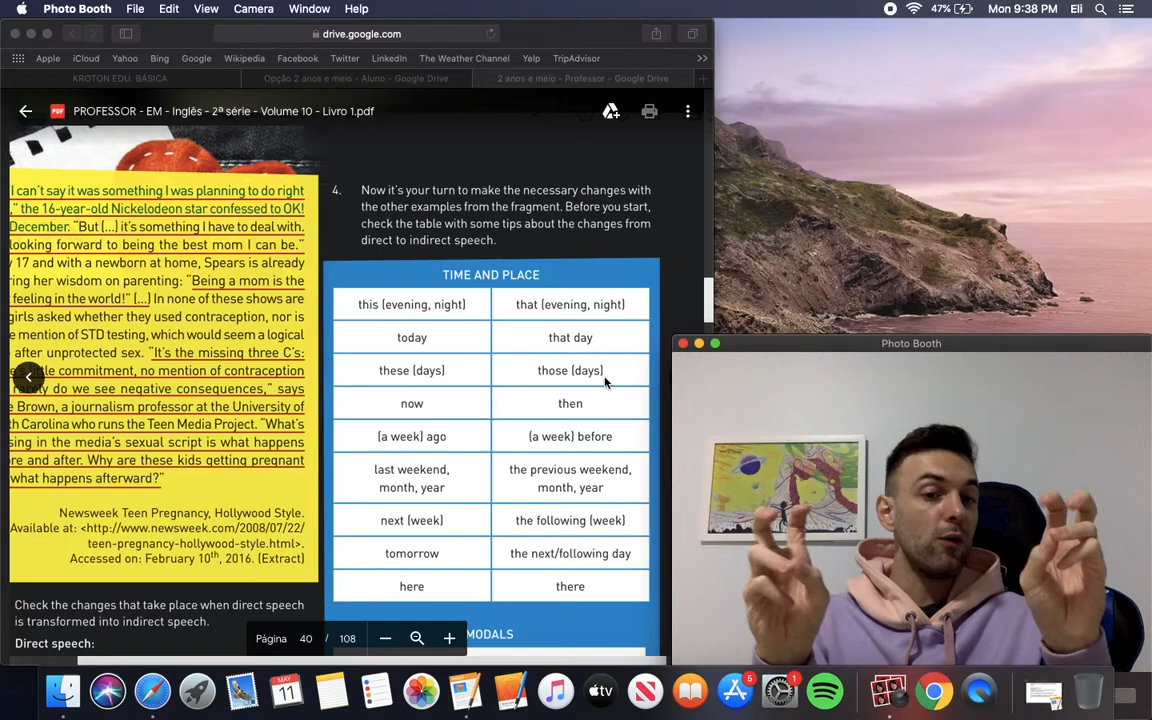 Photo Booth File Edit View Camera Window Help
47% Mon 9:38 PM Eli
drive.google.com
Apple iCloud Yahoo Bing Google Wikipedia Facebook Twitter LinkedIn The Weather Channel Yelp TripAdvisor
KROTON EDU. BÁSICA
Opção 2 anos e meio - Aluno - Google Drive
2 anos e meio - Professor - Google Drive
PDF PROFESSOR - EM - Inglês - 2ª série - Volume 10 - Livro 1.pdf
I can't say it was something I was planning to do right
," the 16-year-old Nickelodeon star confessed to OK!
December. "But (...) it's something I have to deal with.
looking forward to being the best mom I can be."
17 and with a newborn at home, Spears is already
ring her wisdom on parenting: "Being a mom is the
feeling in the world!" (...) In none of these shows are
girls asked whether they used contraception, nor is
mention of STD testing, which would seem a logical
after unprotected sex. "It's the missing three C's:
little commitment, no mention of contraception
rarely do we see negative consequences," says
Brown, a journalism professor at the University of
h Carolina who runs the Teen Media Project. "What's
sing in the media's sexual script is what happens
re and after. Why are these kids getting pregnant
what happens afterward?"
Newsweek Teen Pregnancy, Hollywood Style.
Available at: <http://www.newsweek.com/2008/07/22/
teen-pregnancy-hollywood-style.html>.
Accessed on: February 10th, 2016. (Extract)
Check the changes that take place when direct speech
is transformed into indirect speech.
Direct speech:
4. Now it's your turn to make the necessary changes with
the other examples from the fragment. Before you start,
check the table with some tips about the changes from
direct to indirect speech.
TIME AND PLACE
this (evening, night) that (evening, night)
today that day
these (days) those (days)
now then
(a week) ago (a week) before
last weekend, month, year the previous weekend, month, year
next (week) the following (week)
tomorrow the next/following day
here there
MODALS
Página 40 / 108
Photo Booth
MAY
11
tv
5
1